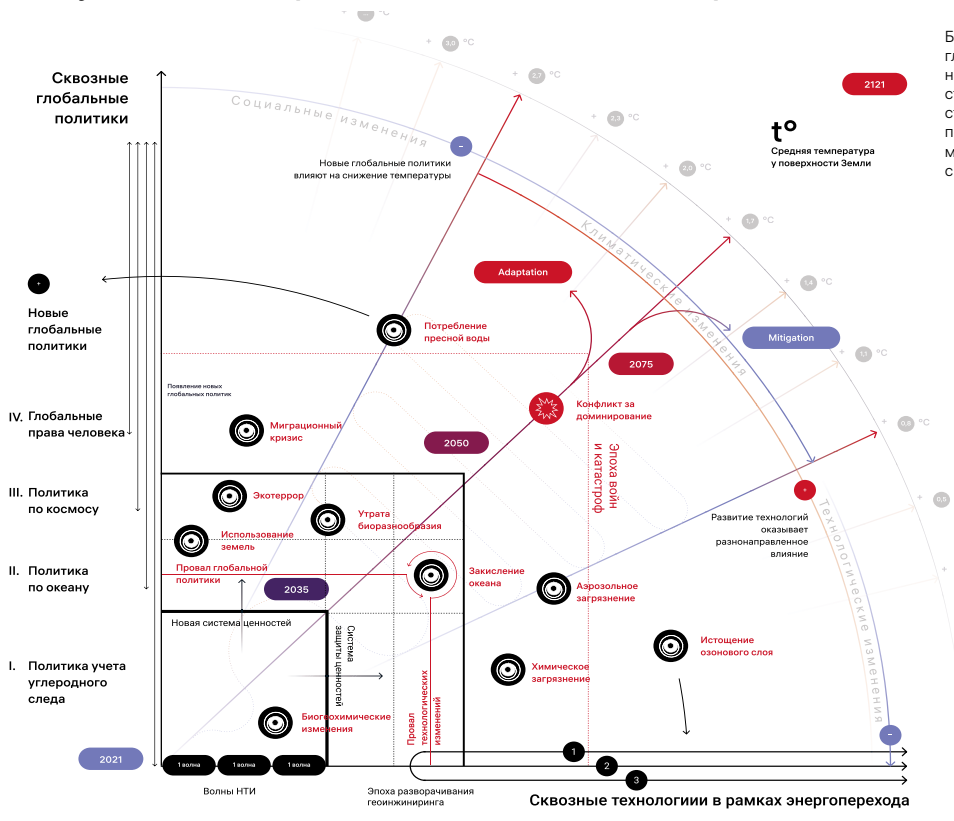 3,0 °C
+ 2,7 °C
+ 2,3 °C
+ 2,0 °C
+ 1,7 °C
+ 1,4 °C
+ 1,1 °C
+ 0,8 °C
0,5
+
2121
t°
Средняя температура
у поверхности Земли
Сквозные
глобальные
политики
Социальные изменения
Климатические изменения
Технологические изменения
−
Новые глобальные политики
влияют на снижение температуры
Adaptation
Mitigation
+
Новые
глобальные
политики
Потребление
пресной воды
2075
Появление новых
глобальных политик
Конфликт за
доминирование
IV. Глобальные
права человека
Миграционный
кризис
2050
Эпоха войн
и катастроф
III. Политика
по космосу
Экотеррор
Утрата
биоразнообразия
Использование
земель
+
Развитие технологий
оказывает
разнонаправленное
влияние
II. Политика
по океану
Провал глобальной
политики
Закисление
океана
2035
Аэрозольное
загрязнение
Новая система ценностей
Система
защиты ценностей
I. Политика учета
углеродного
следа
Истощение
озонового слоя
Химическое
загрязнение
Биогеохимические
изменения
Провал
технологических
изменений
−
2021
1 волна
1 волна
1 волна
1
2
3
Волны НТИ
Эпоха разворачивания
геоинжиниринга
Сквозные технологиии в рамках энергоперехода